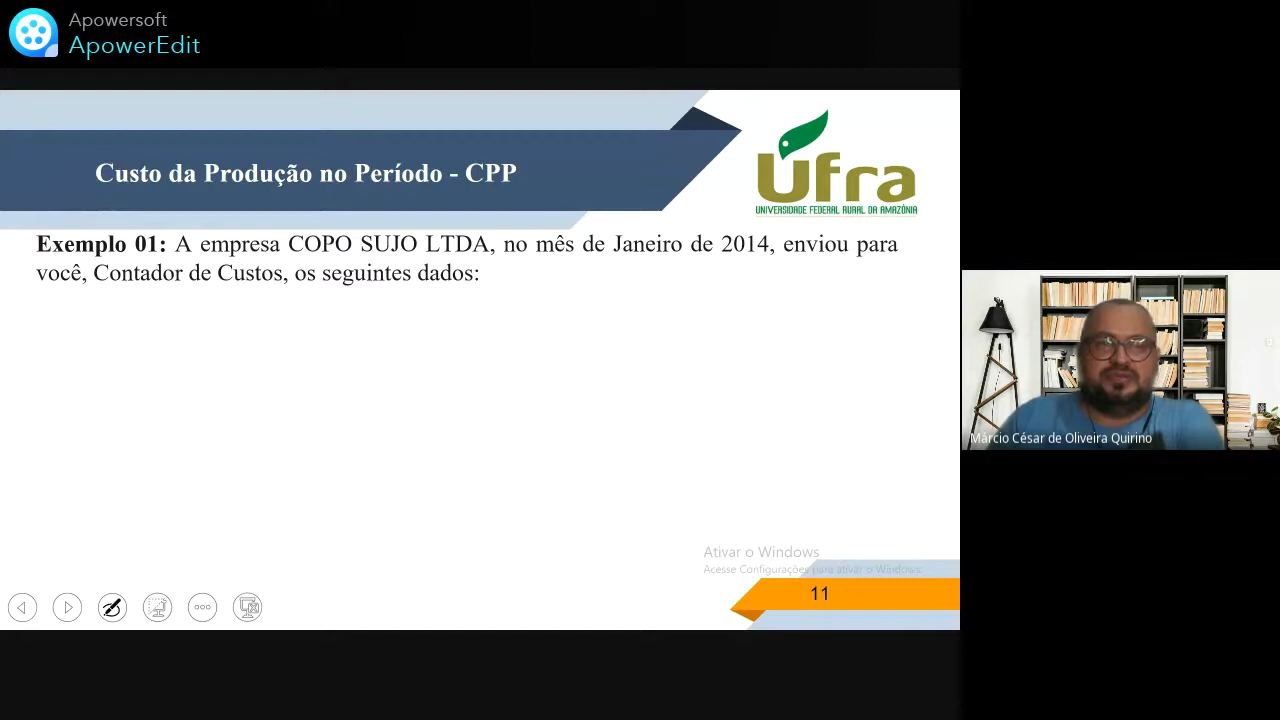 Apowersoft
ApowerEdit
Custo da Produção no Período - CPP
Ufra
UNIVERSIDADE FEDERAL RURAL DA AMAZÔNIA
Exemplo 01: A empresa COPO SUJO LTDA, no mês de Janeiro de 2014, enviou para
você, Contador de Custos, os seguintes dados:
Márcio César de Oliveira Quirino
Ativar o Windows
Acesse Configurações para ativar o Windows.
11